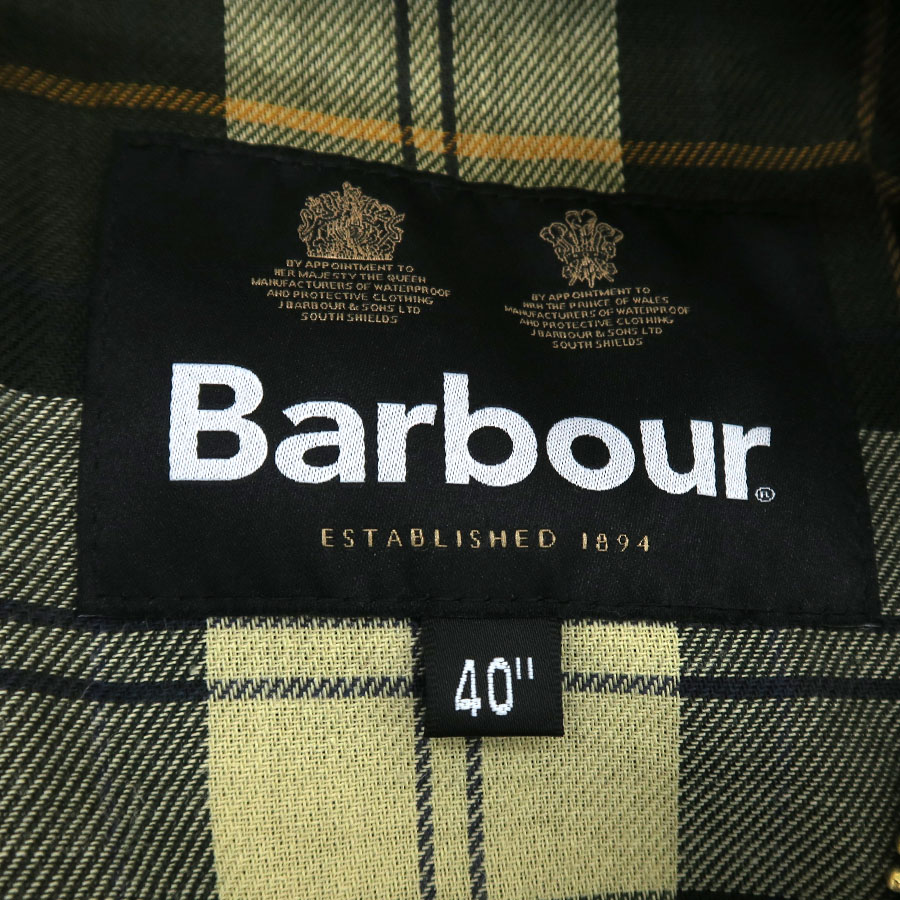 BY APPOINTMENT TO
HER MAJESTY THE QUEEN
MANUFACTURERS OF WATERPROOF
AND PROTECTIVE CLOTHING
J.BARBOUR & SONS LTD
SOUTH SHIELDS
BY APPOINTMENT TO
HRH THE PRINCE OF WALES
MANUFACTURERS OF WATERPROOF
AND PROTECTIVE CLOTHING
J.BARBOUR & SONS LTD
SOUTH SHIELDS
Barbour®
ESTABLISHED 1894
40"